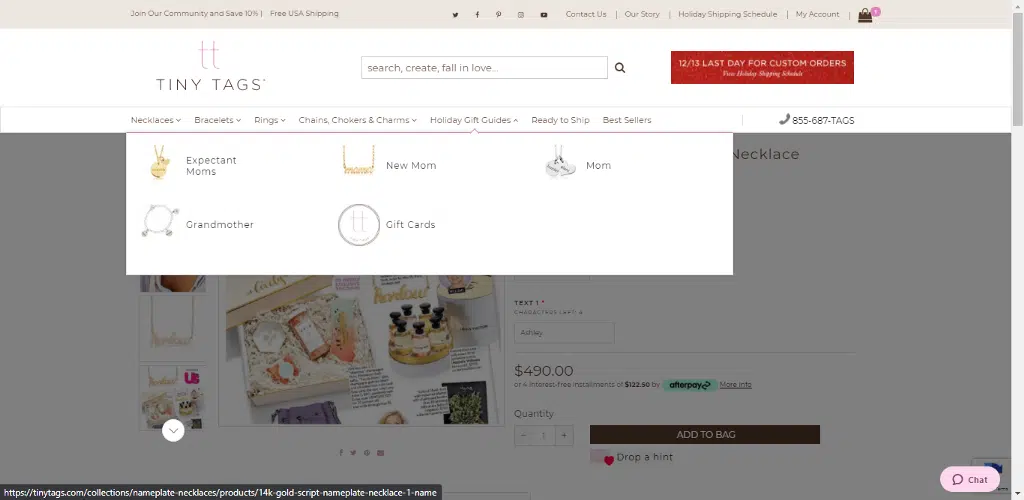 Join Our Community and Save 10% | Free USA Shipping
Contact Us | Our Story | Holiday Shipping Schedule | My Account |
tt
TINY TAGS
search, create, fall in love...
12/13 LAST DAY FOR CUSTOM ORDERS
View Holiday Shipping Schedule
Necklaces Bracelets Rings Chains, Chokers & Charms Holiday Gift Guides Ready to Ship Best Sellers
855-687-TAGS
Necklace
Expectant
Moms
New Mom
Mom
Grandmother
Gift Cards
TEXT 1 *
CHARACTERS LEFT: 4
Ashley
$490.00
or 4 interest-free installments of $122.50 by afterpay More info
Quantity
- 1 +
ADD TO BAG
Drop a hint
Chat
https://tinytags.com/collections/nameplate-necklaces/products/14k-gold-script-nameplate-necklace-1-name